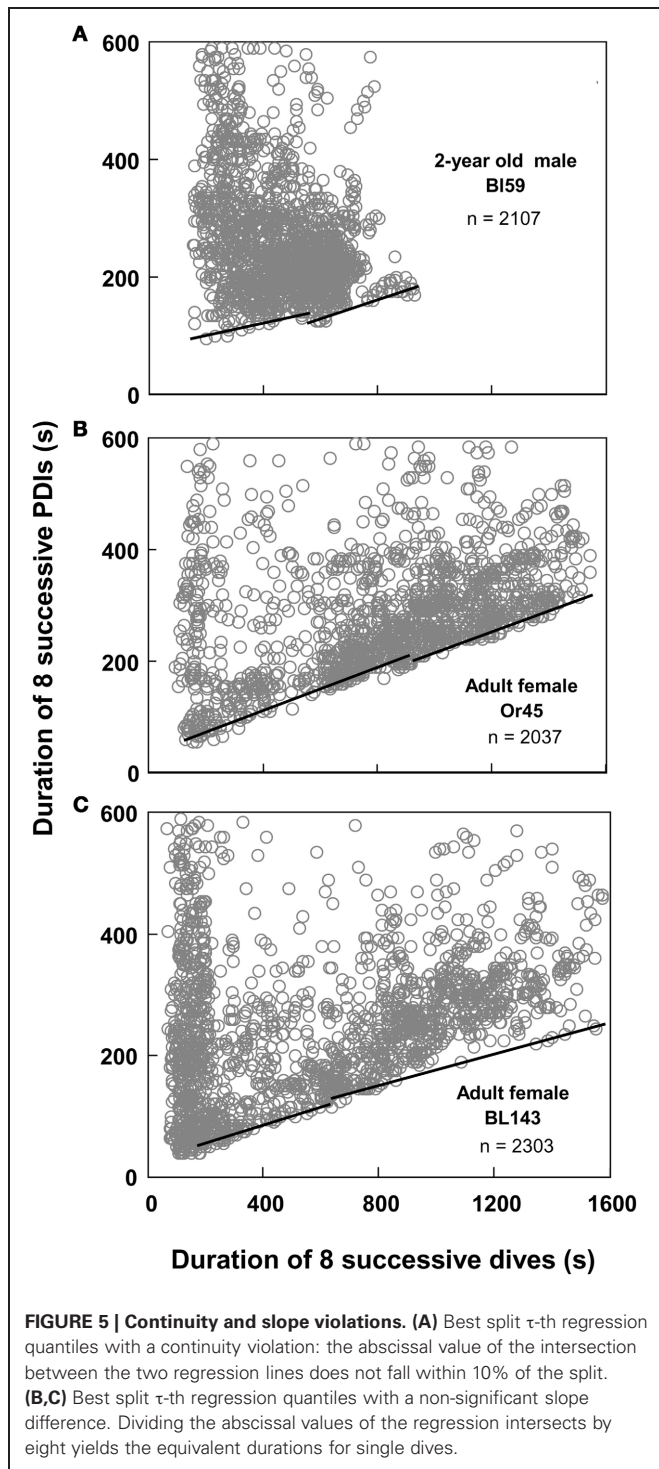 A
600
400
200
0
2-year old male
BI59
n = 2107
B
600
400
200
0
Adult female
Or45
n = 2037
C
600
400
200
0
Adult female
BL143
n = 2303
0 400 800 1200 1600
Duration of 8 successive PDIs (s)
Duration of 8 successive dives (s)
FIGURE 5 | Continuity and slope violations. (A) Best split τ-th regression
quantiles with a continuity violation: the abscissal value of the intersection
between the two regression lines does not fall within 10% of the split.
(B,C) Best split τ-th regression quantiles with a non-significant slope
difference. Dividing the abscissal values of the regression intersects by
eight yields the equivalent durations for single dives.